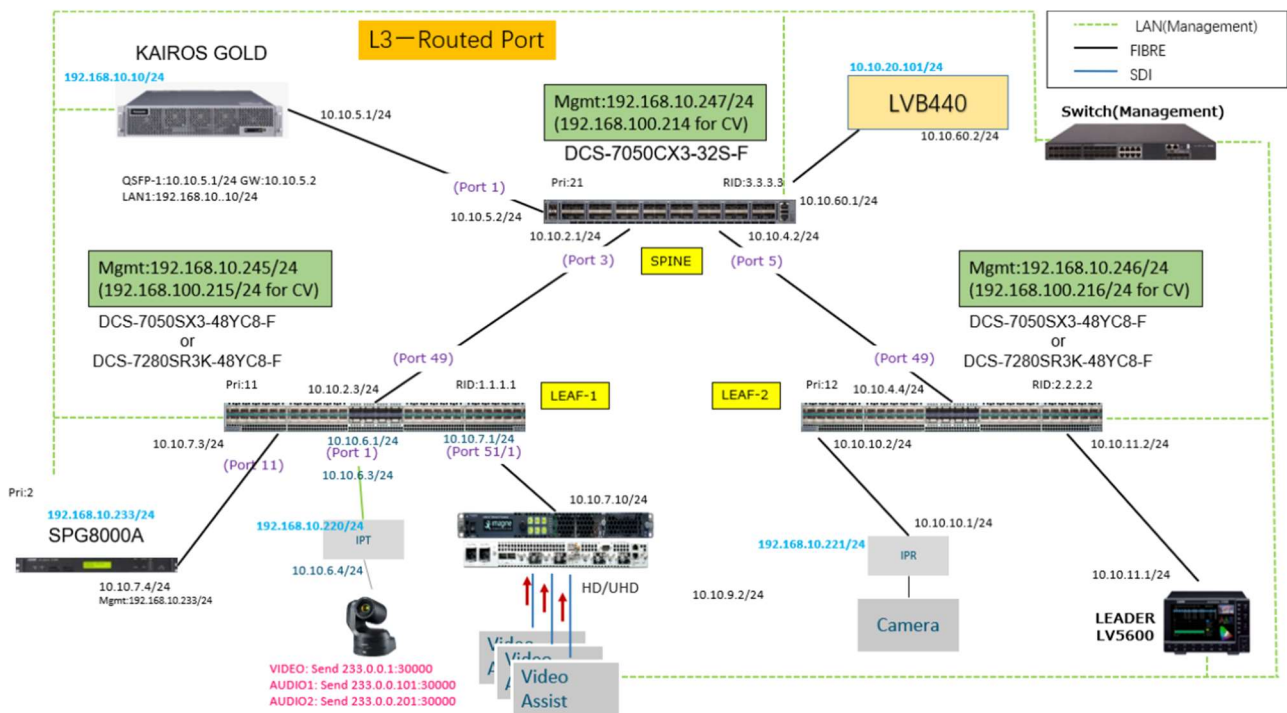 L3－Routed Port
LAN(Management)
FIBRE
SDI
KAIROS GOLD
192.168.10.10/24
10.10.5.1/24
QSFP-1:10.10.5.1/24 GW:10.10.5.2
LAN1:192.168.10..10/24
Mgmt:192.168.10.247/24
(192.168.100.214 for CV)
DCS-7050CX3-32S-F
10.10.20.101/24
LVB440
10.10.60.2/24
Switch(Management)
Pri:21
RID:3.3.3.3
(Port 1)
10.10.5.2/24
10.10.60.1/24
10.10.2.1/24
10.10.4.2/24
(Port 3)
SPINE
(Port 5)
Mgmt:192.168.10.245/24
(192.168.100.215/24 for CV)
DCS-7050SX3-48YC8-F
or
DCS-7280SR3K-48YC8-F
Mgmt:192.168.10.246/24
(192.168.100.216/24 for CV)
DCS-7050SX3-48YC8-F
or
DCS-7280SR3K-48YC8-F
(Port 49)
(Port 49)
Pri:11
10.10.2.3/24
RID:1.1.1.1
LEAF-1
LEAF-2
Pri:12
10.10.4.4/24
RID:2.2.2.2
10.10.7.3/24
10.10.6.1/24
10.10.7.1/24
10.10.10.2/24
10.10.11.2/24
(Port 11)
(Port 1)
(Port 51/1)
10.10.6.3/24
Pri:2
192.168.10.233/24
SPG8000A
10.10.7.4/24
Mgmt:192.168.10.233/24
192.168.10.220/24
IPT
10.10.6.4/24
10.10.7.10/24
HD/UHD
10.10.10.1/24
192.168.10.221/24
IPR
10.10.9.2/24
Camera
10.10.11.1/24
LEADER
LV5600
VIDEO: Send 233.0.0.1:30000
AUDIO1: Send 233.0.0.101:30000
AUDIO2: Send 233.0.0.201:30000
Video
Assist